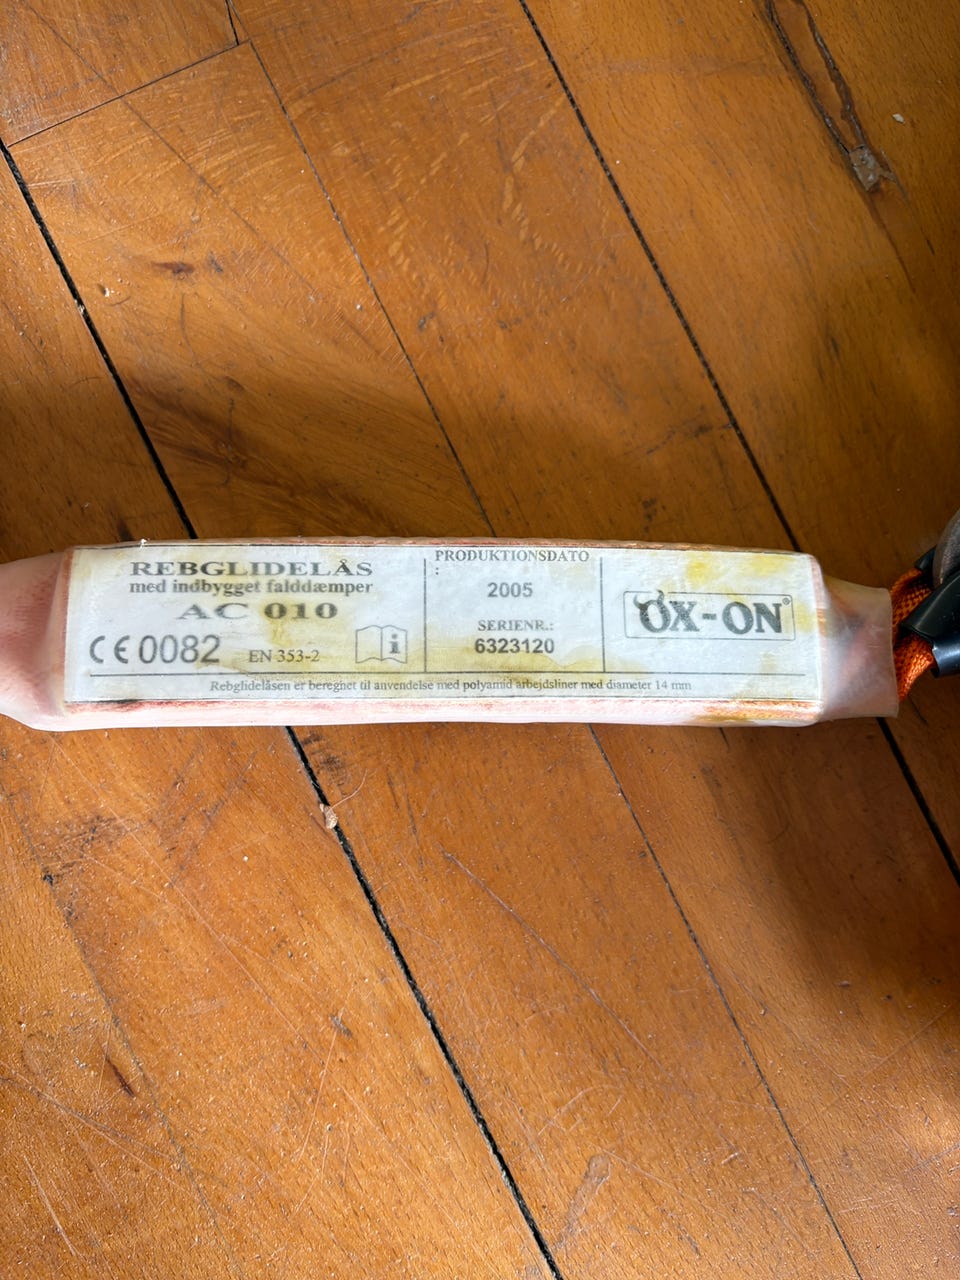 REBGLIDELÅS
med indbygget falddæmper
AC 010
CE 0082 EN 353-2
i
PRODUKTIONSDATO
:
2005
SERIENR.:
6323120
OX-ON®
Rebglidelåsen er beregnet til anvendelse med polyamid arbejdsliner med diameter 14 mm